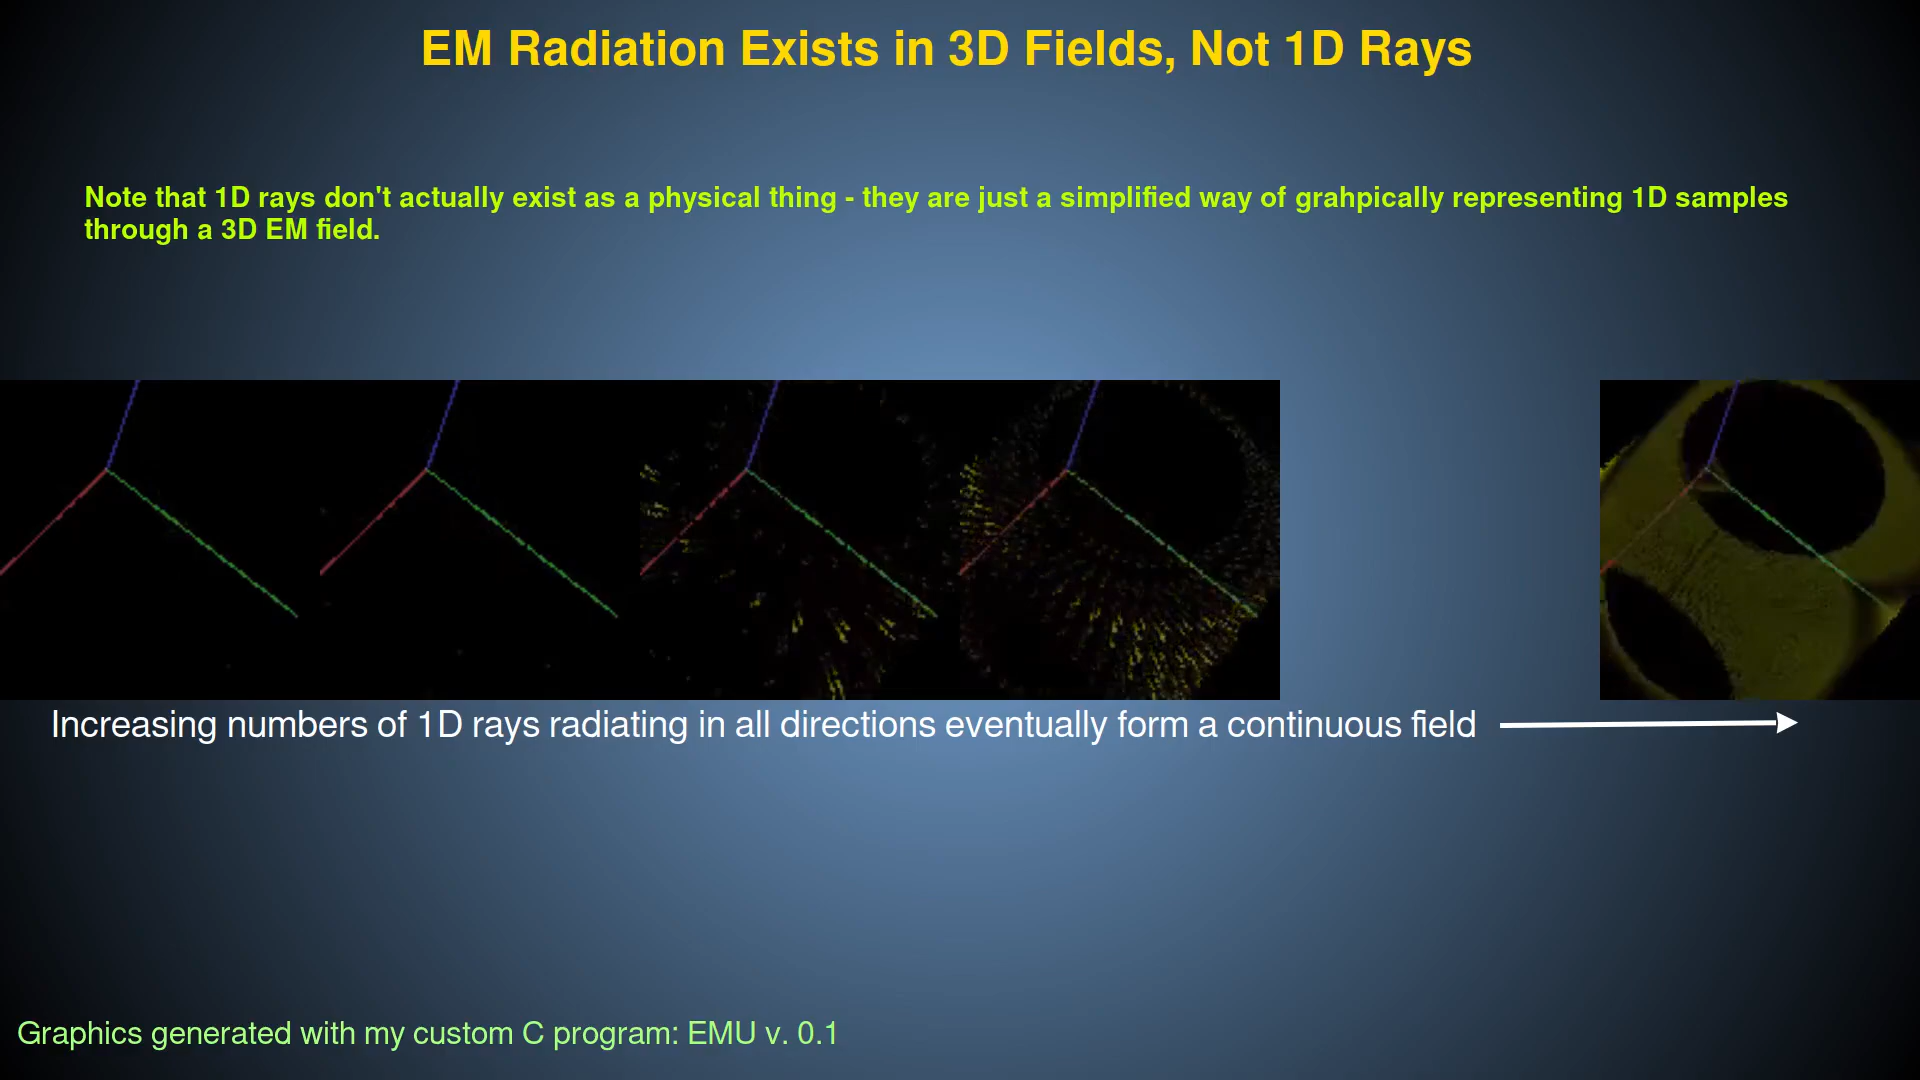 EM Radiation Exists in 3D Fields, Not 1D Rays
Note that 1D rays don't actually exist as a physical thing - they are just a simplified way of grahpically representing 1D samples
through a 3D EM field.
Increasing numbers of 1D rays radiating in all directions eventually form a continuous field
Graphics generated with my custom C program: EMU v. 0.1